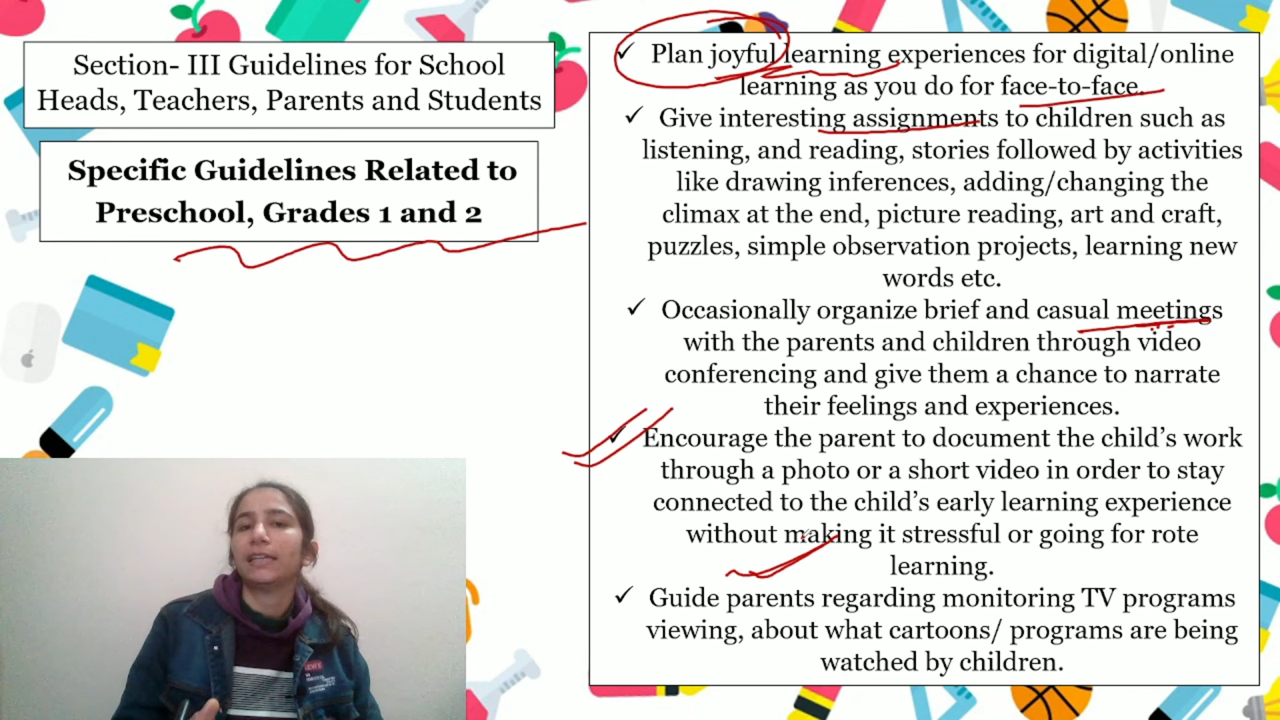 Section- III Guidelines for School
Heads, Teachers, Parents and Students
Specific Guidelines Related to
Preschool, Grades 1 and 2
✓ Plan joyful learning experiences for digital/online
learning as you do for face-to-face.
✓ Give interesting assignments to children such as
listening, and reading, stories followed by activities
like drawing inferences, adding/changing the
climax at the end, picture reading, art and craft,
puzzles, simple observation projects, learning new
words etc.
✓ Occasionally organize brief and casual meetings
with the parents and children through video
conferencing and give them a chance to narrate
their feelings and experiences.
✓ Encourage the parent to document the child's work
through a photo or a short video in order to stay
connected to the child's early learning experience
without making it stressful or going for rote
learning.
✓ Guide parents regarding monitoring TV programs
viewing, about what cartoons/ programs are being
watched by children.